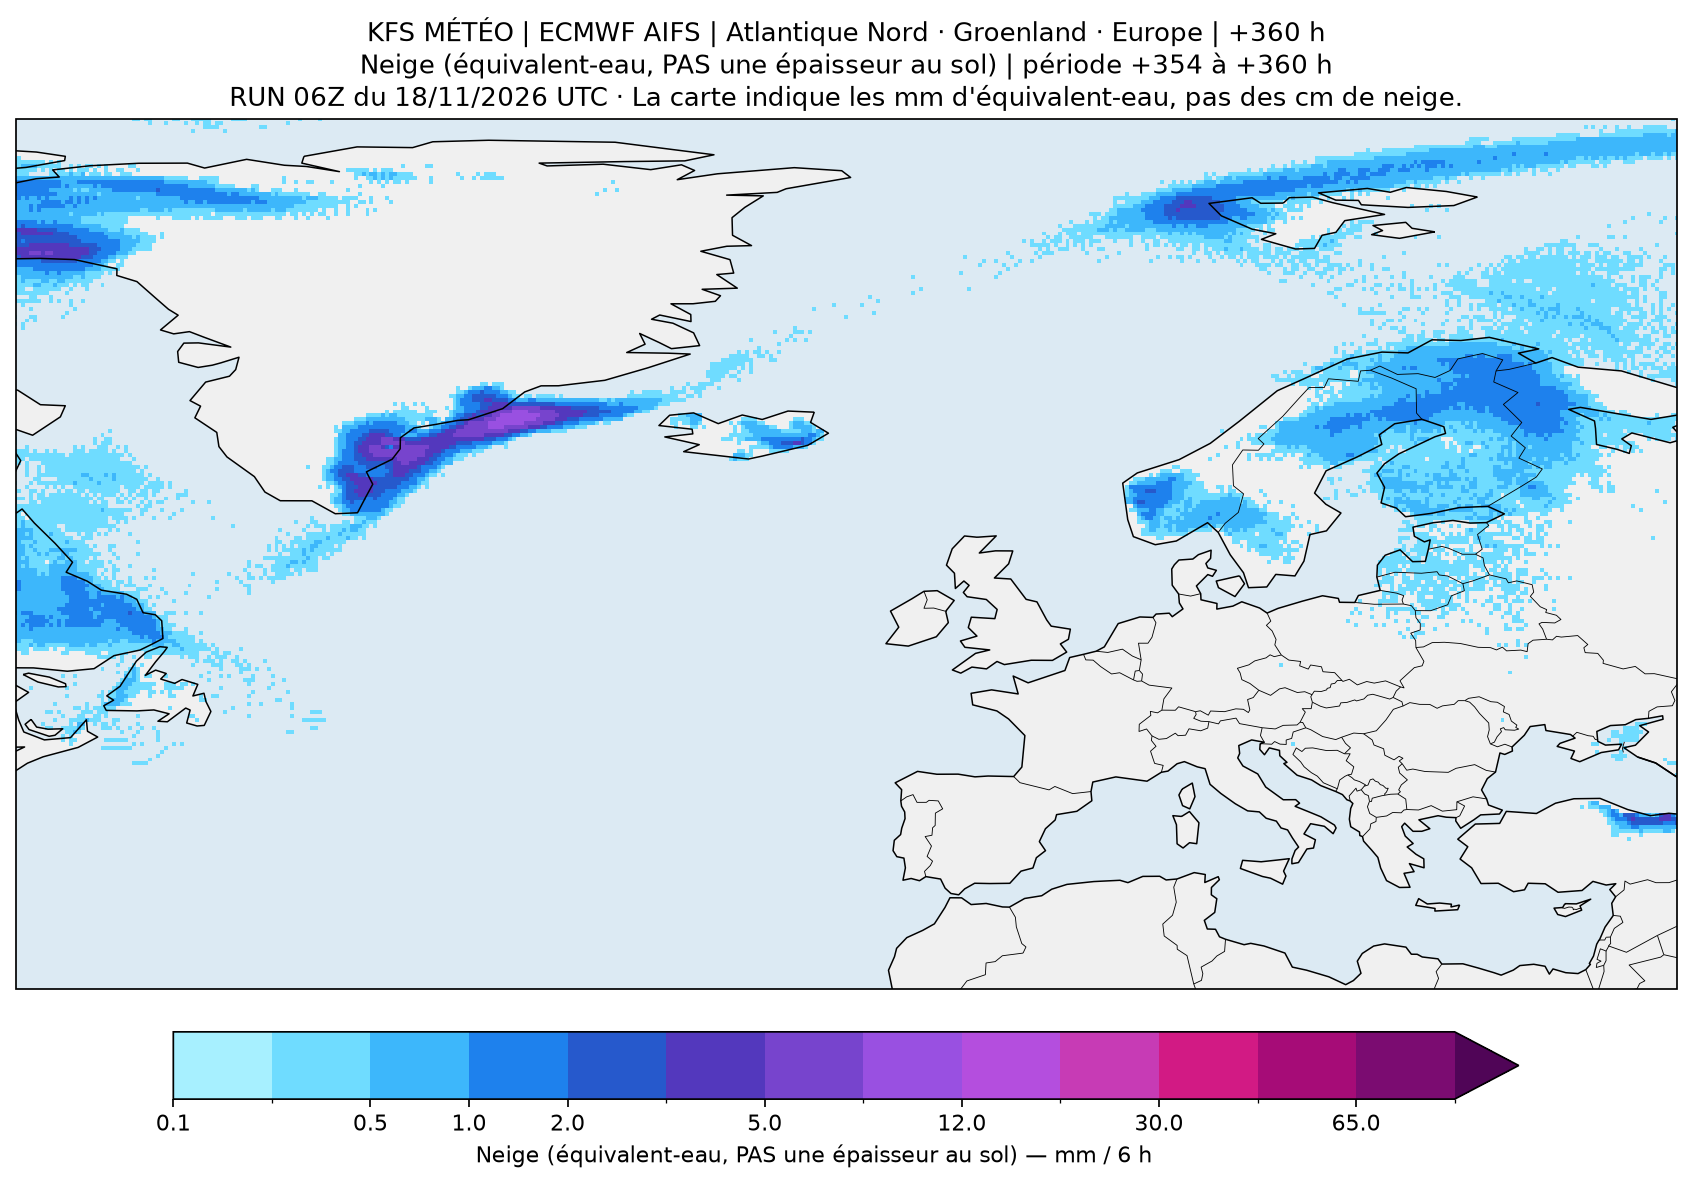 KFS MÉTÉO | ECMWF AIFS | Atlantique Nord · Groenland · Europe | +360 h
Neige (équivalent-eau, PAS une épaisseur au sol) | période +354 à +360 h
RUN 06Z du 18/11/2026 UTC · La carte indique les mm d'équivalent-eau, pas des cm de neige.
0.1 0.5 1.0 2.0 5.0 12.0 30.0 65.0
Neige (équivalent-eau, PAS une épaisseur au sol) — mm / 6 h